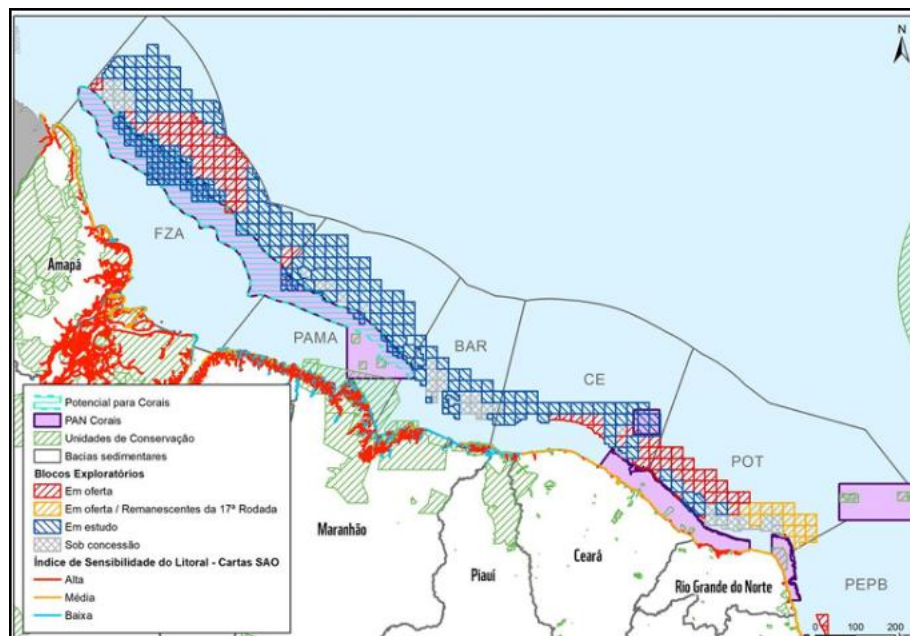 N
FZA
Amapá
PAMA
BAR
CE
POT
PEPB
Maranhão
Piauí
Ceará
Rio Grande do Norte
Potencial para Corais
PAN Corais
Unidades de Conservação
Bacias sedimentares
Blocos Exploratórios
Em oferta
Em oferta / Remanescentes da 17ª Rodada
Em estudo
Sob concessão
Índice de Sensibilidade do Litoral - Cartas SAO
Alta
Média
Baixa
0 100 200